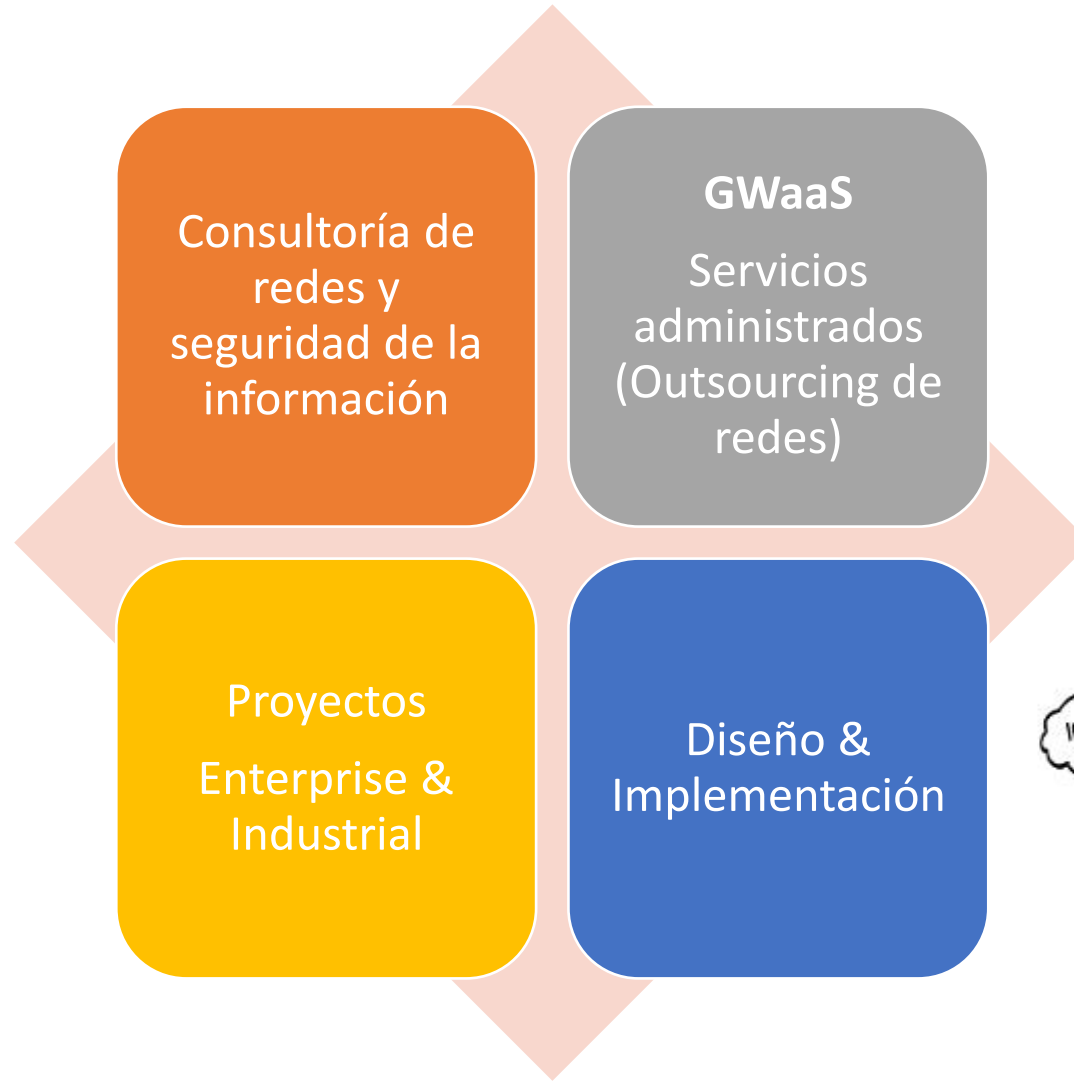 Consultoría de
redes y
seguridad de la
información
GWaaS
Servicios
administrados
(Outsourcing de
redes)
Proyectos
Enterprise &
Industrial
Diseño &
Implementación